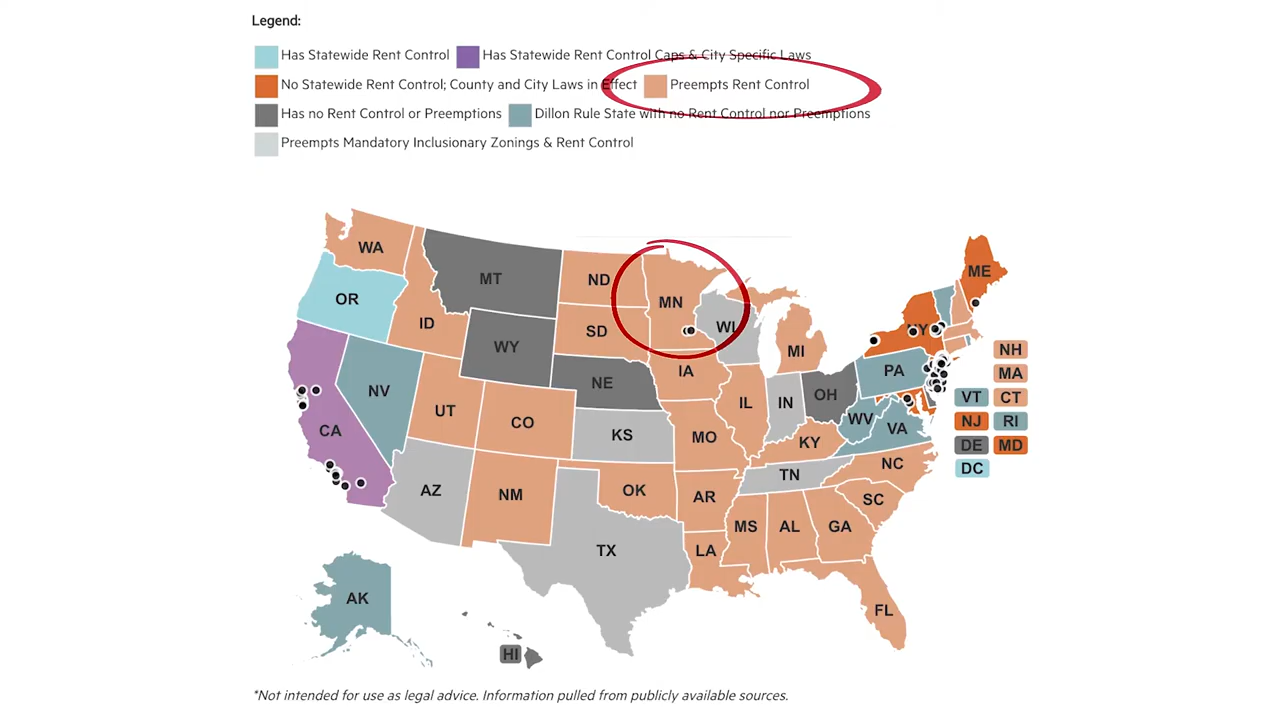 Legend:
Has Statewide Rent Control Has Statewide Rent Control Caps & City Specific Laws
No Statewide Rent Control; County and City Laws in Effect Preempts Rent Control
Has no Rent Control or Preemptions Dillon Rule State with no Rent Control nor Preemptions
Preempts Mandatory Inclusionary Zonings & Rent Control
WA
MT
ND
MN
ME
OR
ID
SD
WI
NY
WY
MI
NH
NV
NE
IA
PA
MA
UT
CO
IL
IN
OH
VT CT
CA
KS
MO
KY
WV
VA
NJ RI
DE MD
AZ
NM
OK
AR
TN
NC
DC
SC
TX
LA
MS
AL
GA
AK
FL
HI
*Not intended for use as legal advice. Information pulled from publicly available sources.